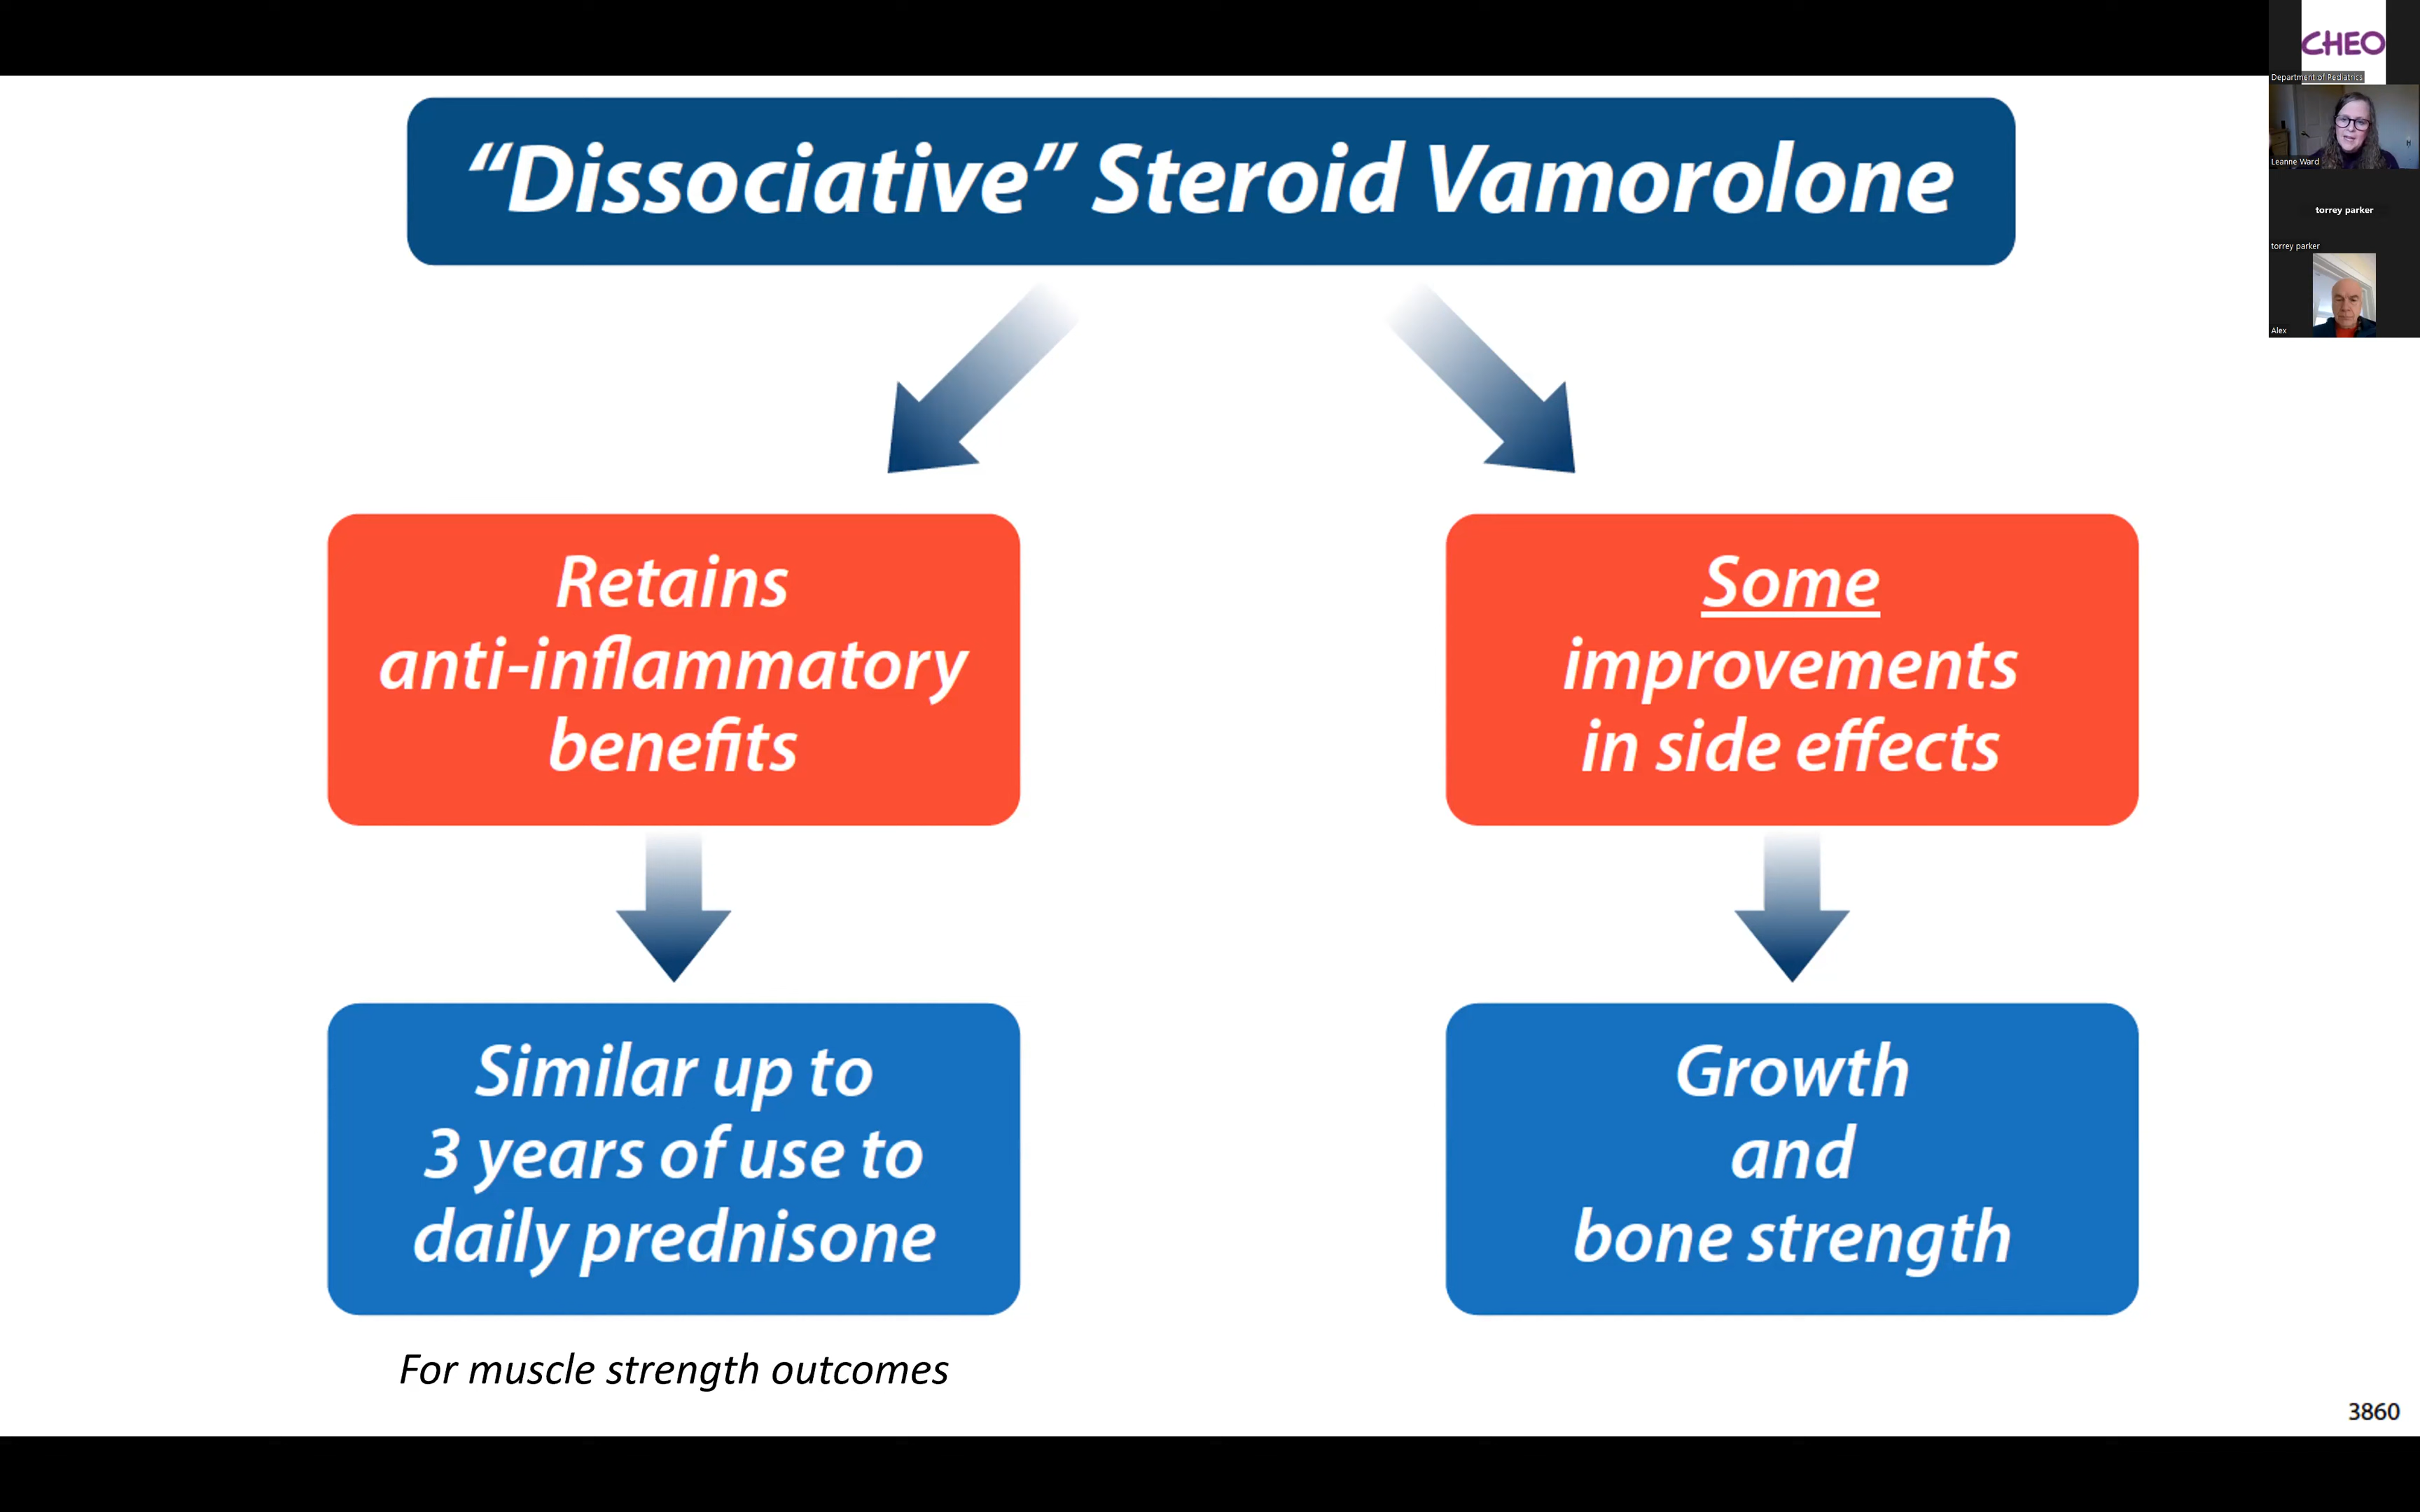 CHEO
Department of Pediatrics
Leanne Ward
torrey parker
torrey parker
Alex
“Dissociative” Steroid Vamorolone
Retains
anti-inflammatory
benefits
Some
improvements
in side effects
Similar up to
3 years of use to
daily prednisone
Growth
and
bone strength
For muscle strength outcomes
3860